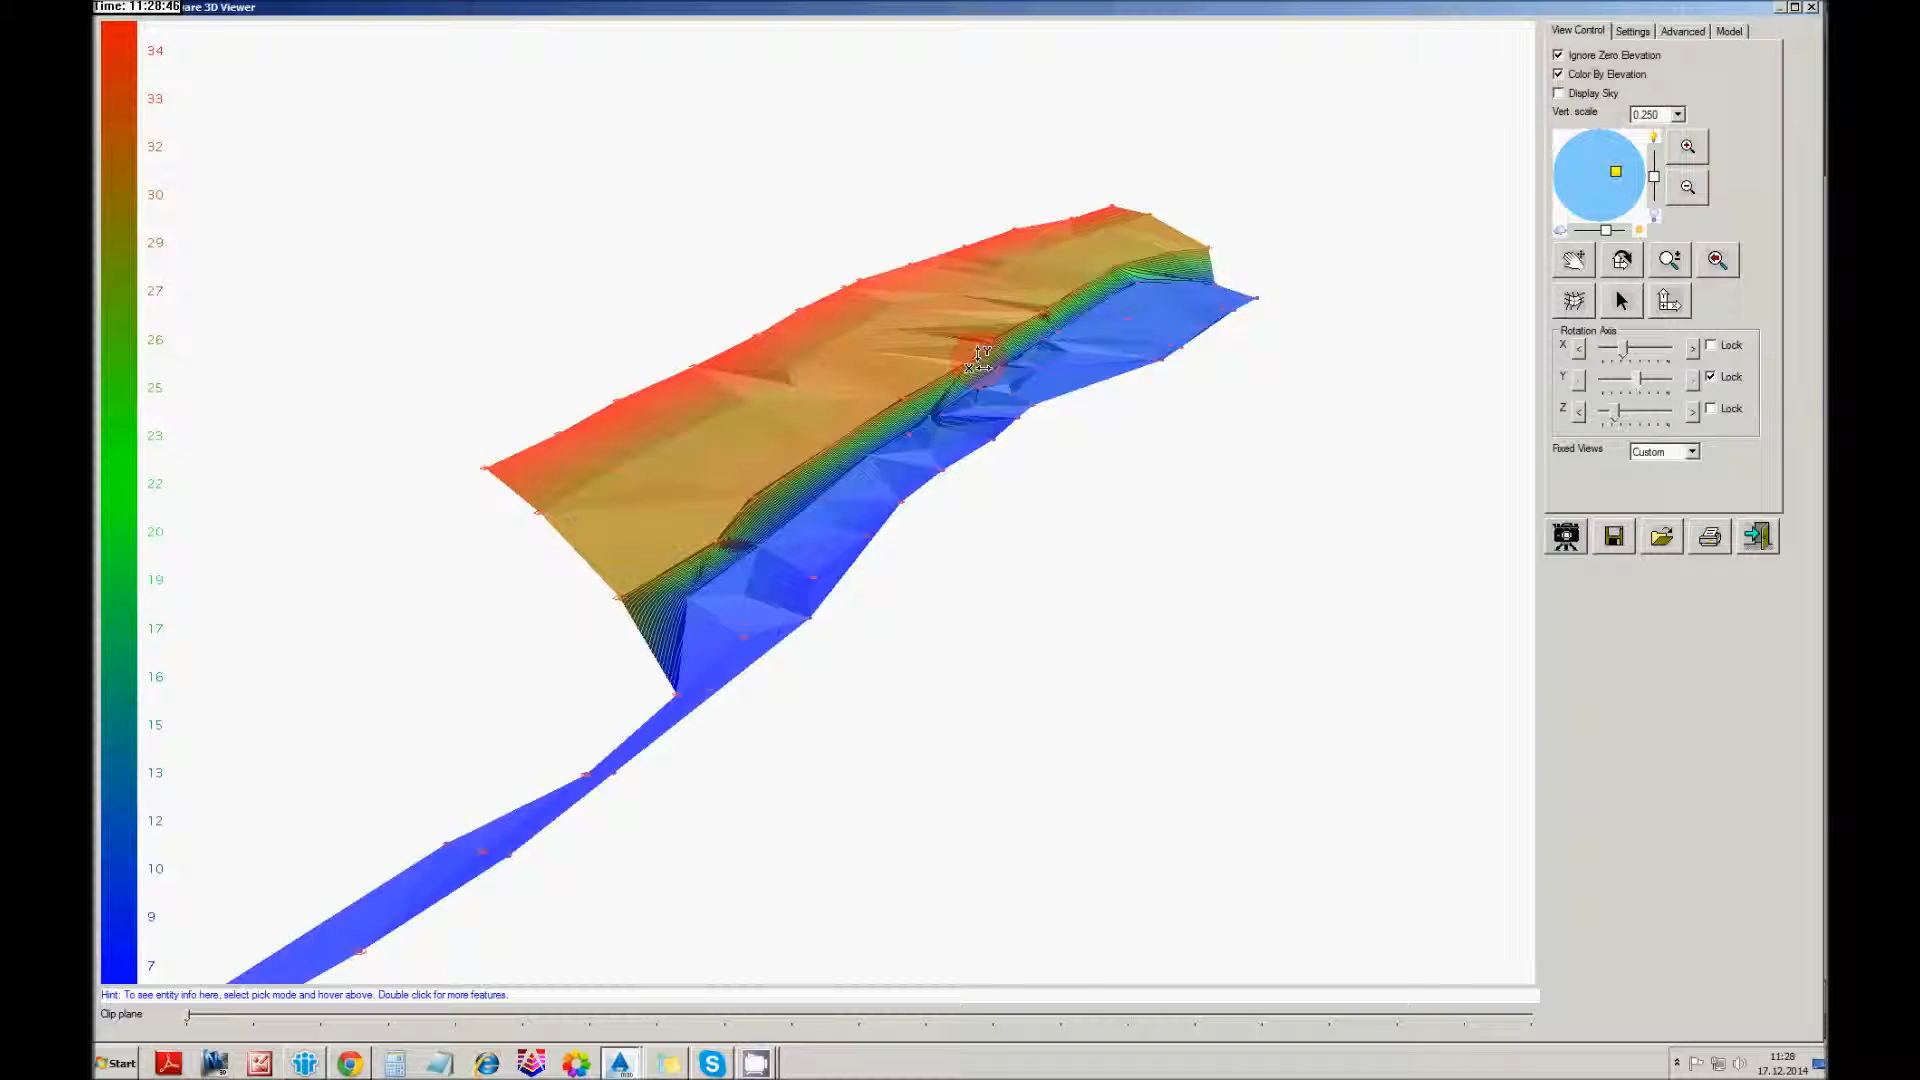 Time: 11:28:46
are 3D Viewer
34
33
32
30
29
27
26
25
23
22
20
19
17
16
15
13
12
10
9
7
Y
X
View Control
Settings
Advanced
Model
Ignore Zero Elevation
Color By Elevation
Display Sky
Vert. scale
0.250
Rotation Axis
X
<
>
Lock
Y
Lock
Z
<
>
Lock
Fixed Views
Custom
Hint: To see entity info here, select pick mode and hover above. Double click for more features.
Clip plane
Start
11:28
17.12.2014